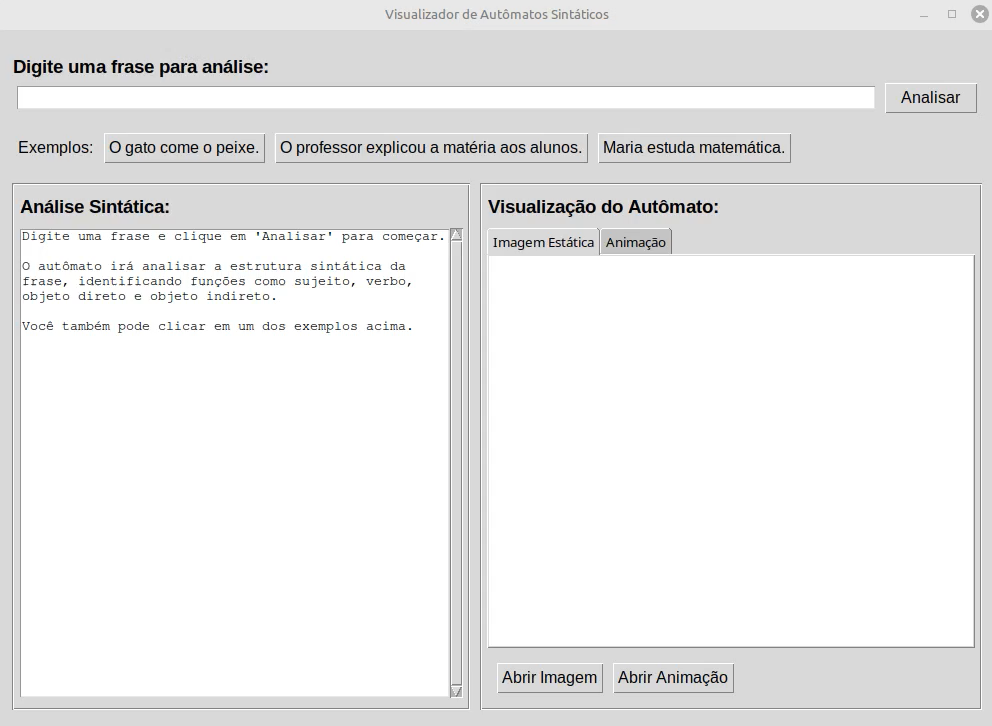 Visualizador de Autômatos Sintáticos
Digite uma frase para análise:
Analisar
Exemplos: O gato come o peixe. O professor explicou a matéria aos alunos. Maria estuda matemática.
Análise Sintática:
Digite uma frase e clique em 'Analisar' para começar.
O autômato irá analisar a estrutura sintática da
frase, identificando funções como sujeito, verbo,
objeto direto e objeto indireto.
Você também pode clicar em um dos exemplos acima.
Visualização do Autômato:
Imagem Estática Animação
Abrir Imagem Abrir Animação